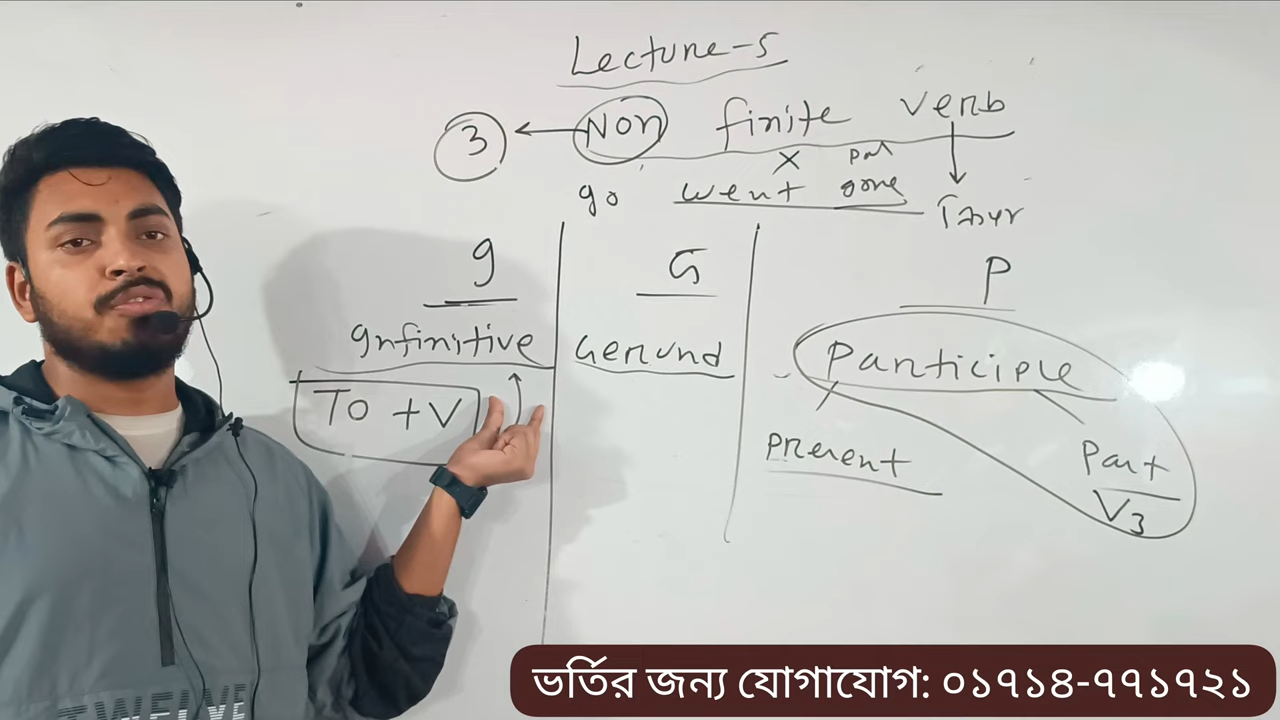 Lecture-5
3 ← Non finite verb
X Past
go went gone
I G P
Infinitive Gerund Participle
To + V
Present Past
V3
TWELVE
ভর্তির জন্য যোগাযোগ: ০১৭১৪-৭৭১৭২১